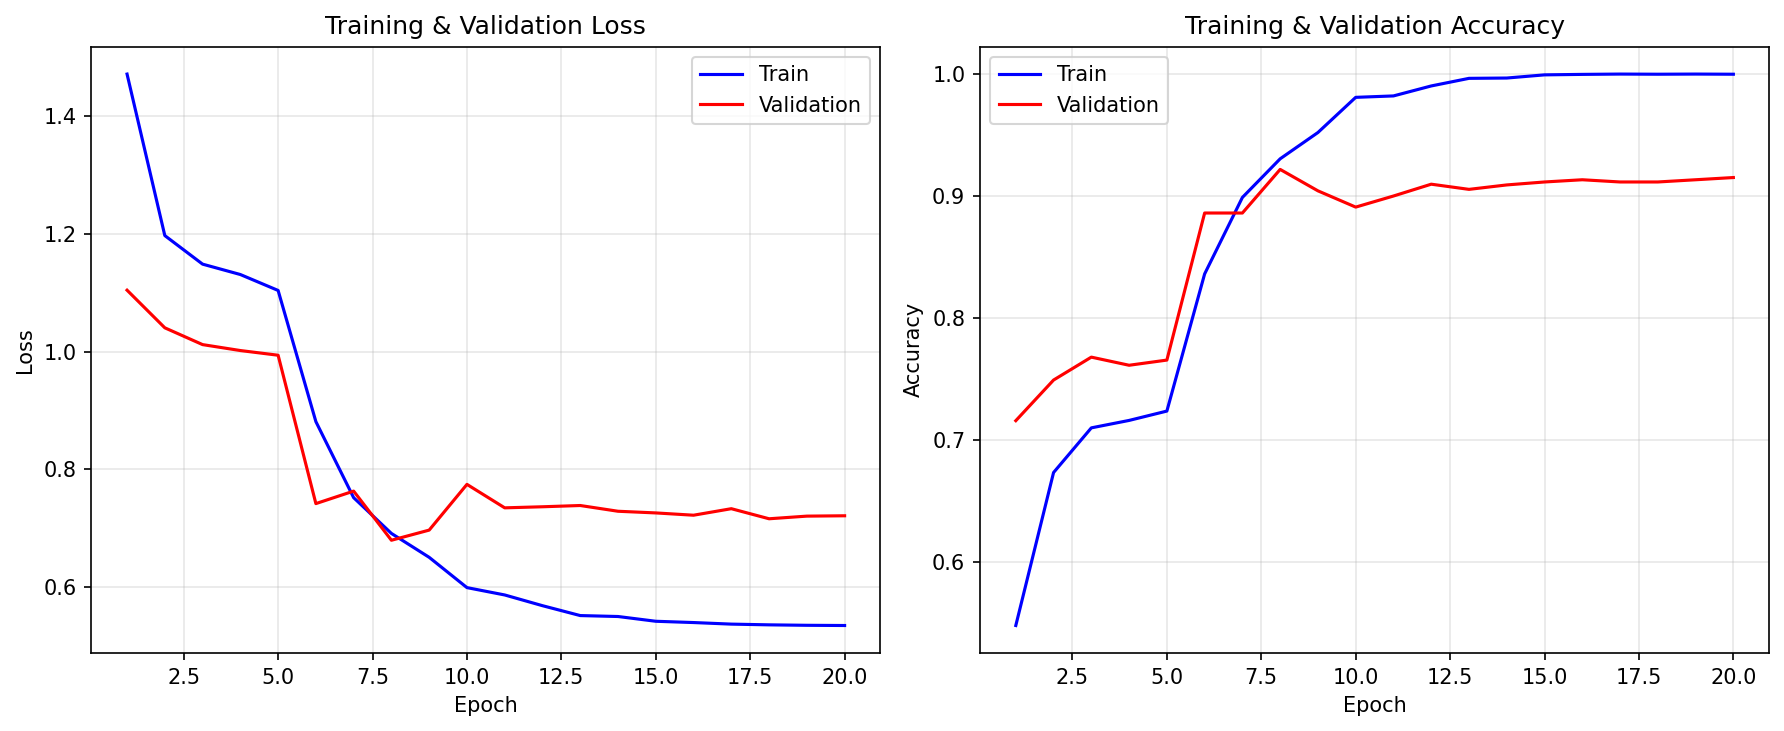 Training & Validation Loss
Train
Validation
1.4
1.2
1.0
0.8
0.6
Loss
2.5 5.0 7.5 10.0 12.5 15.0 17.5 20.0
Epoch
Training & Validation Accuracy
Train
Validation
1.0
0.9
0.8
0.7
0.6
Accuracy
2.5 5.0 7.5 10.0 12.5 15.0 17.5 20.0
Epoch